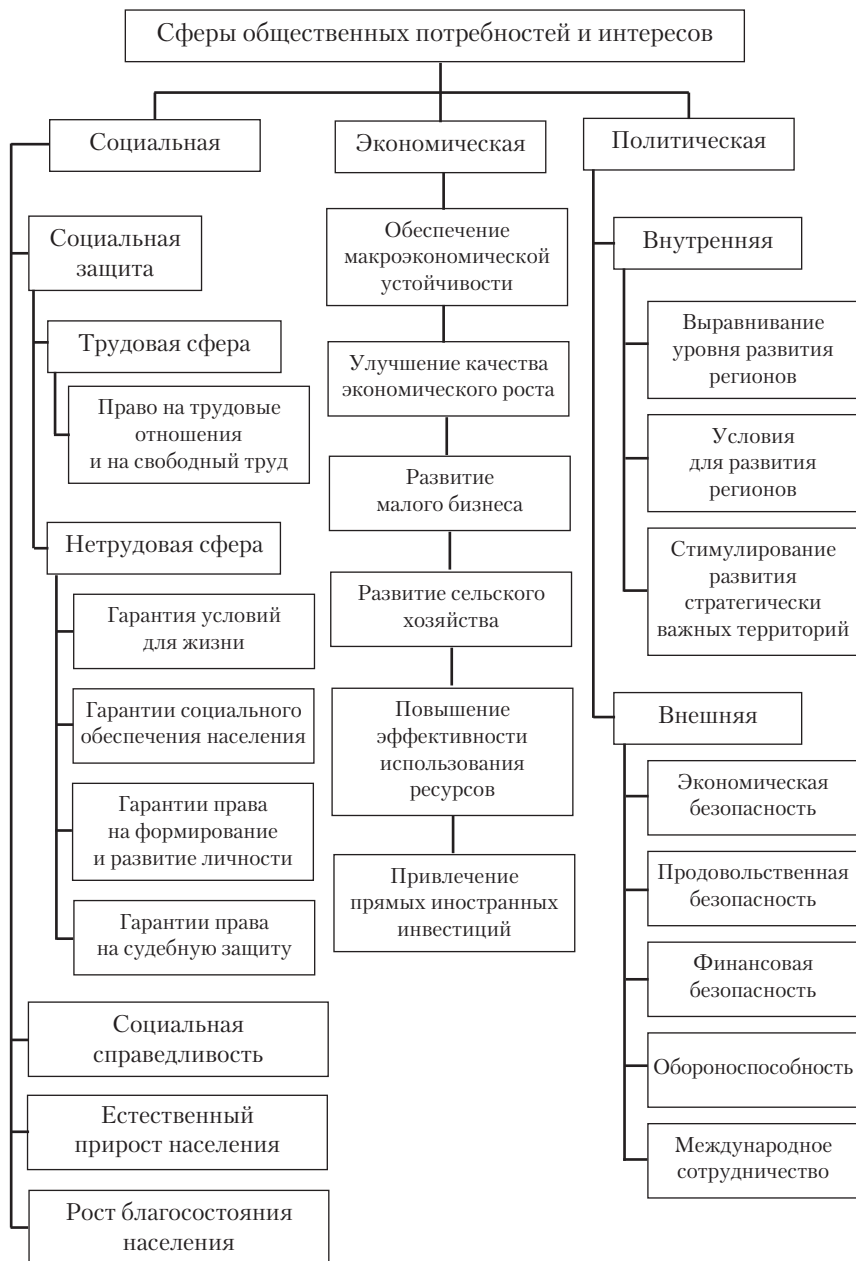 Сферы общественных потребностей и интересов
Социальная
Социальная
защита
Трудовая сфера
Право на трудовые
отношения
и на свободный труд
Нетрудовая сфера
Гарантия условий
для жизни
Гарантии социального
обеспечения населения
Гарантии права
на формирование
и развитие личности
Гарантии права
на судебную защиту
Социальная
справедливость
Естественный
прирост населения
Рост благосостояния
населения
Экономическая
Обеспечение
макроэкономической
устойчивости
Улучшение качества
экономического роста
Развитие
малого бизнеса
Развитие сельского
хозяйства
Повышение
эффективности
использования
ресурсов
Привлечение
прямых иностранных
инвестиций
Политическая
Внутренняя
Выравнивание
уровня развития
регионов
Условия
для развития
регионов
Стимулирование
развития
стратегически
важных территорий
Внешняя
Экономическая
безопасность
Продовольственная
безопасность
Финансовая
безопасность
Обороноспособность
Международное
сотрудничество